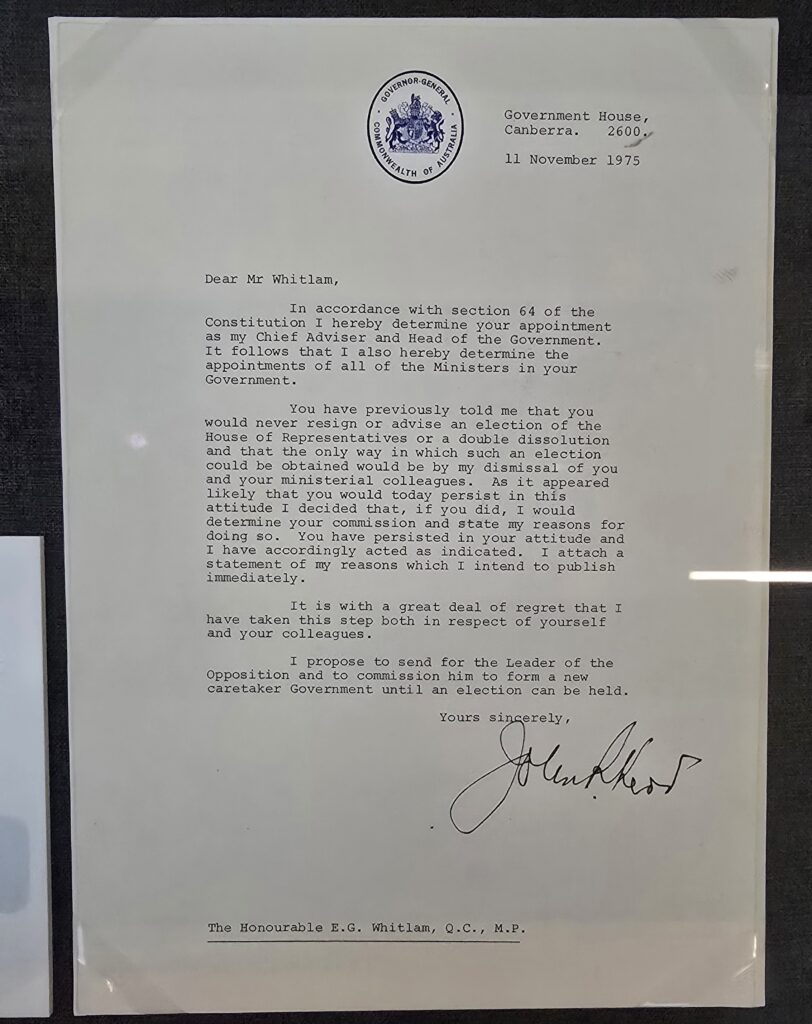 GOVERNOR-GENERAL
COMMONWEALTH OF AUSTRALIA
Government House,
Canberra. 2600.
11 November 1975
Dear Mr Whitlam,
In accordance with section 64 of the
Constitution I hereby determine your appointment
as my Chief Adviser and Head of the Government.
It follows that I also hereby determine the
appointments of all of the Ministers in your
Government.
You have previously told me that you
would never resign or advise an election of the
House of Representatives or a double dissolution
and that the only way in which such an election
could be obtained would be by my dismissal of you
and your ministerial colleagues. As it appeared
likely that you would today persist in this
attitude I decided that, if you did, I would
determine your commission and state my reasons for
doing so. You have persisted in your attitude and
I have accordingly acted as indicated. I attach a
statement of my reasons which I intend to publish
immediately.
It is with a great deal of regret that I
have taken this step both in respect of yourself
and your colleagues.
I propose to send for the Leader of the
Opposition and to commission him to form a new
caretaker Government until an election can be held.
Yours sincerely,
John R. Kerr
The Honourable E.G. Whitlam, Q.C., M.P.